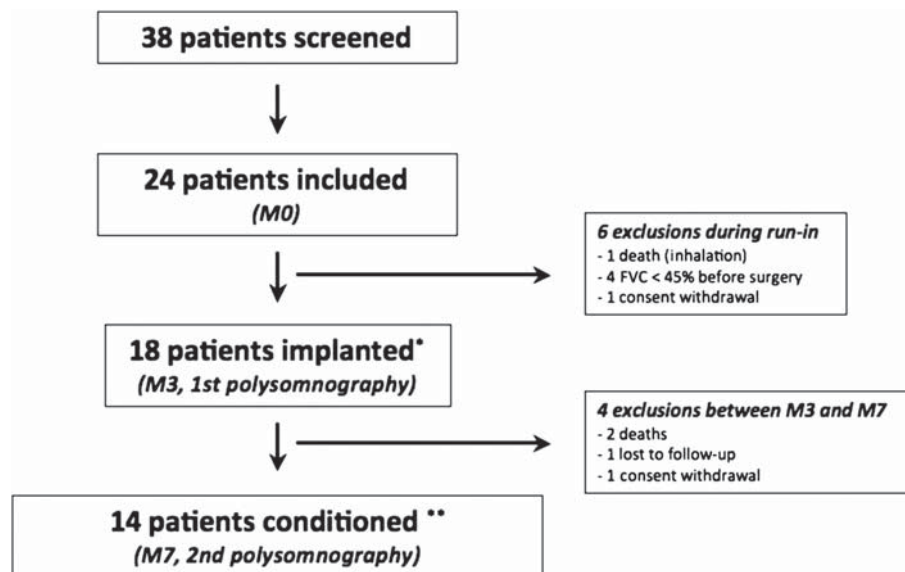 38 patients screened
24 patients included
(M0)
6 exclusions during run-in
- 1 death (inhalation)
- 4 FVC < 45% before surgery
- 1 consent withdrawal
18 patients implanted*
(M3, 1st polysomnography)
4 exclusions between M3 and M7
- 2 deaths
- 1 lost to follow-up
- 1 consent withdrawal
14 patients conditioned **
(M7, 2nd polysomnography)